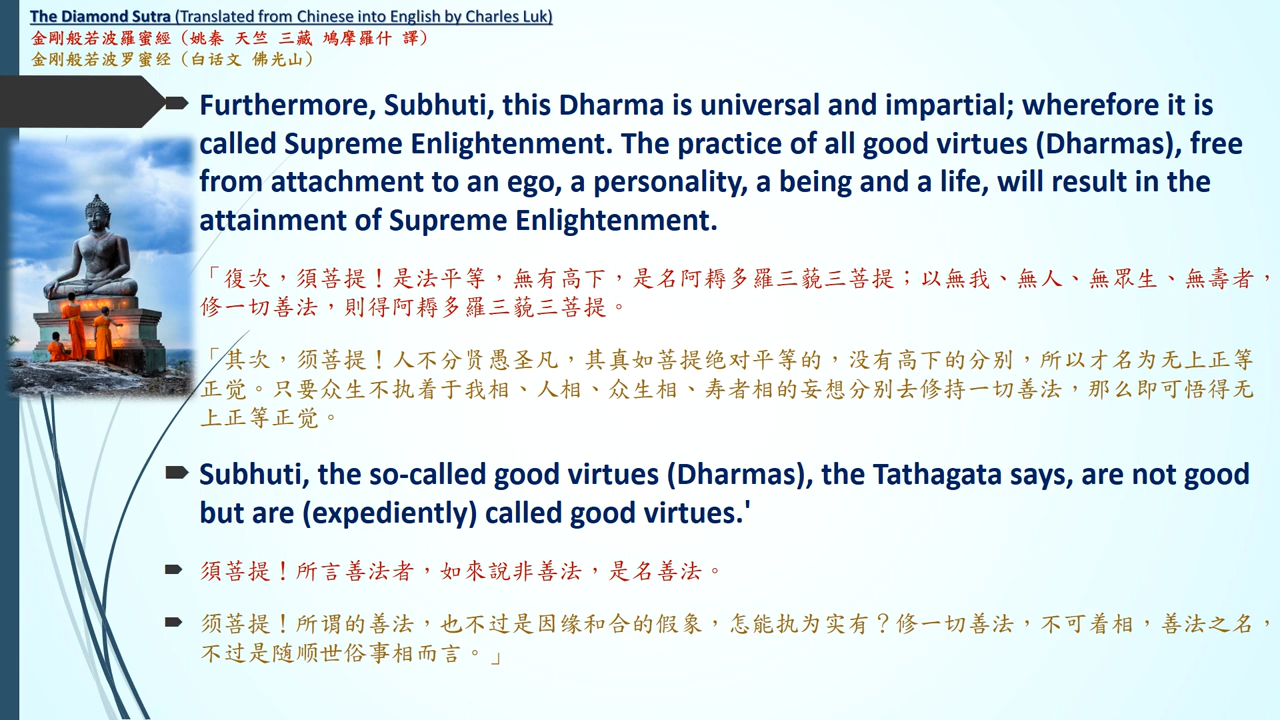 The Diamond Sutra (Translated from Chinese into English by Charles Luk)
金剛般若波羅蜜經（姚秦 天竺 三藏 鳩摩羅什 譯）
金剛般若波罗蜜经（白话文 佛光山）
Furthermore, Subhuti, this Dharma is universal and impartial; wherefore it is
called Supreme Enlightenment. The practice of all good virtues (Dharmas), free
from attachment to an ego, a personality, a being and a life, will result in the
attainment of Supreme Enlightenment.
「復次，須菩提！是法平等，無有高下，是名阿耨多羅三藐三菩提；以無我、無人、無眾生、無壽者，
修一切善法，則得阿耨多羅三藐三菩提。
「其次，须菩提！人不分贤愚圣凡，其真如菩提绝对平等的，没有高下的分别，所以才名为无上正等
正觉。只要众生不执着于我相、人相、众生相、寿者相的妄想分别去修持一切善法，那么即可悟得无
上正等正觉。
Subhuti, the so-called good virtues (Dharmas), the Tathagata says, are not good
but are (expediently) called good virtues.'
須菩提！所言善法者，如來說非善法，是名善法。
须菩提！所谓的善法，也不过是因缘和合的假象，怎能执为实有？修一切善法，不可着相，善法之名，
不过是随顺世俗事相而言。」